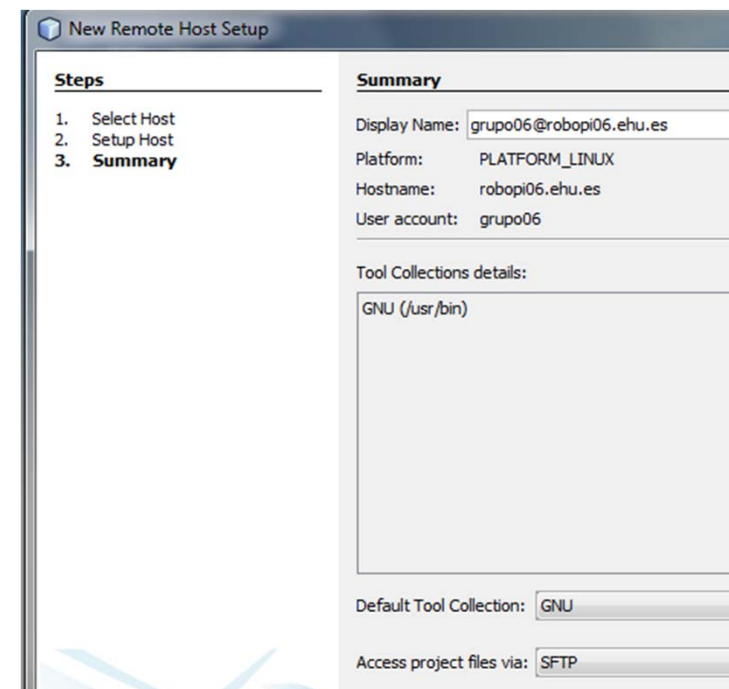 New Remote Host Setup
Steps
1. Select Host
2. Setup Host
3. Summary
Summary
Display Name: grupo06@robopi06.ehu.es
Platform: PLATFORM_LINUX
Hostname: robopi06.ehu.es
User account: grupo06
Tool Collections details:
GNU (/usr/bin)
Default Tool Collection: GNU
Access project files via: SFTP